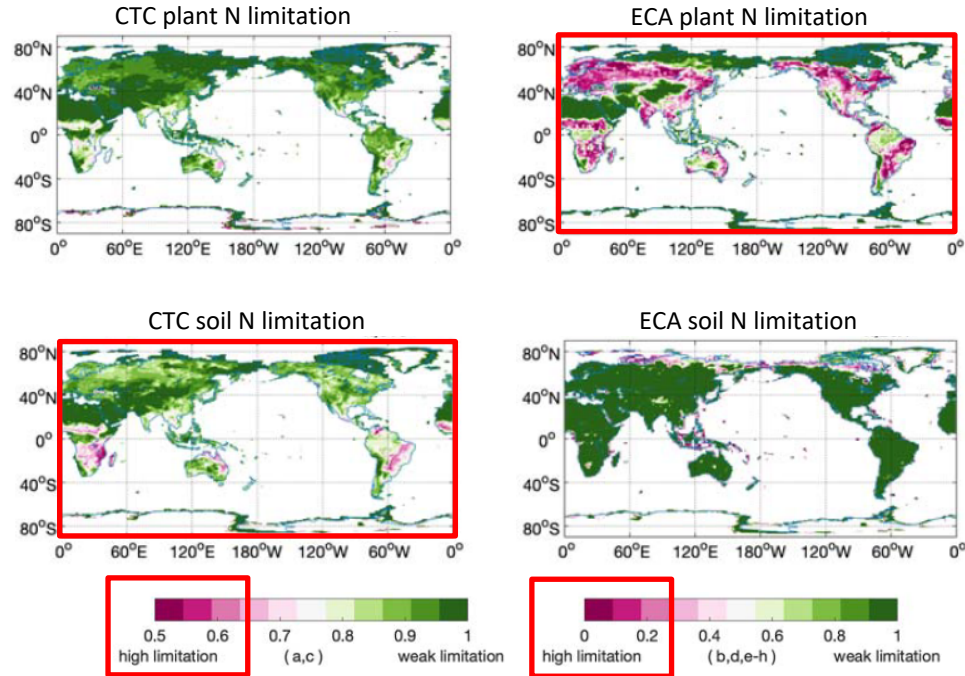 CTC plant N limitation
ECA plant N limitation
80°N
40°N
0°
40°S
80°S
0° 60°E 120°E 180°E 120°W 60°W 0°
80°N
40°N
0°
40°S
80°S
0° 60°E 120°E 180°E 120°W 60°W 0°
CTC soil N limitation
ECA soil N limitation
80°N
40°N
0°
40°S
80°S
0° 60°E 120°E 180°E 120°W 60°W 0°
80°N
40°N
0°
40°S
80°S
0° 60°E 120°E 180°E 120°W 60°W 0°
0.5 0.6 0.7 0.8 0.9 1
high limitation (a,c) weak limitation
0 0.2 0.4 0.6 0.8 1
high limitation (b,d,e-h) weak limitation